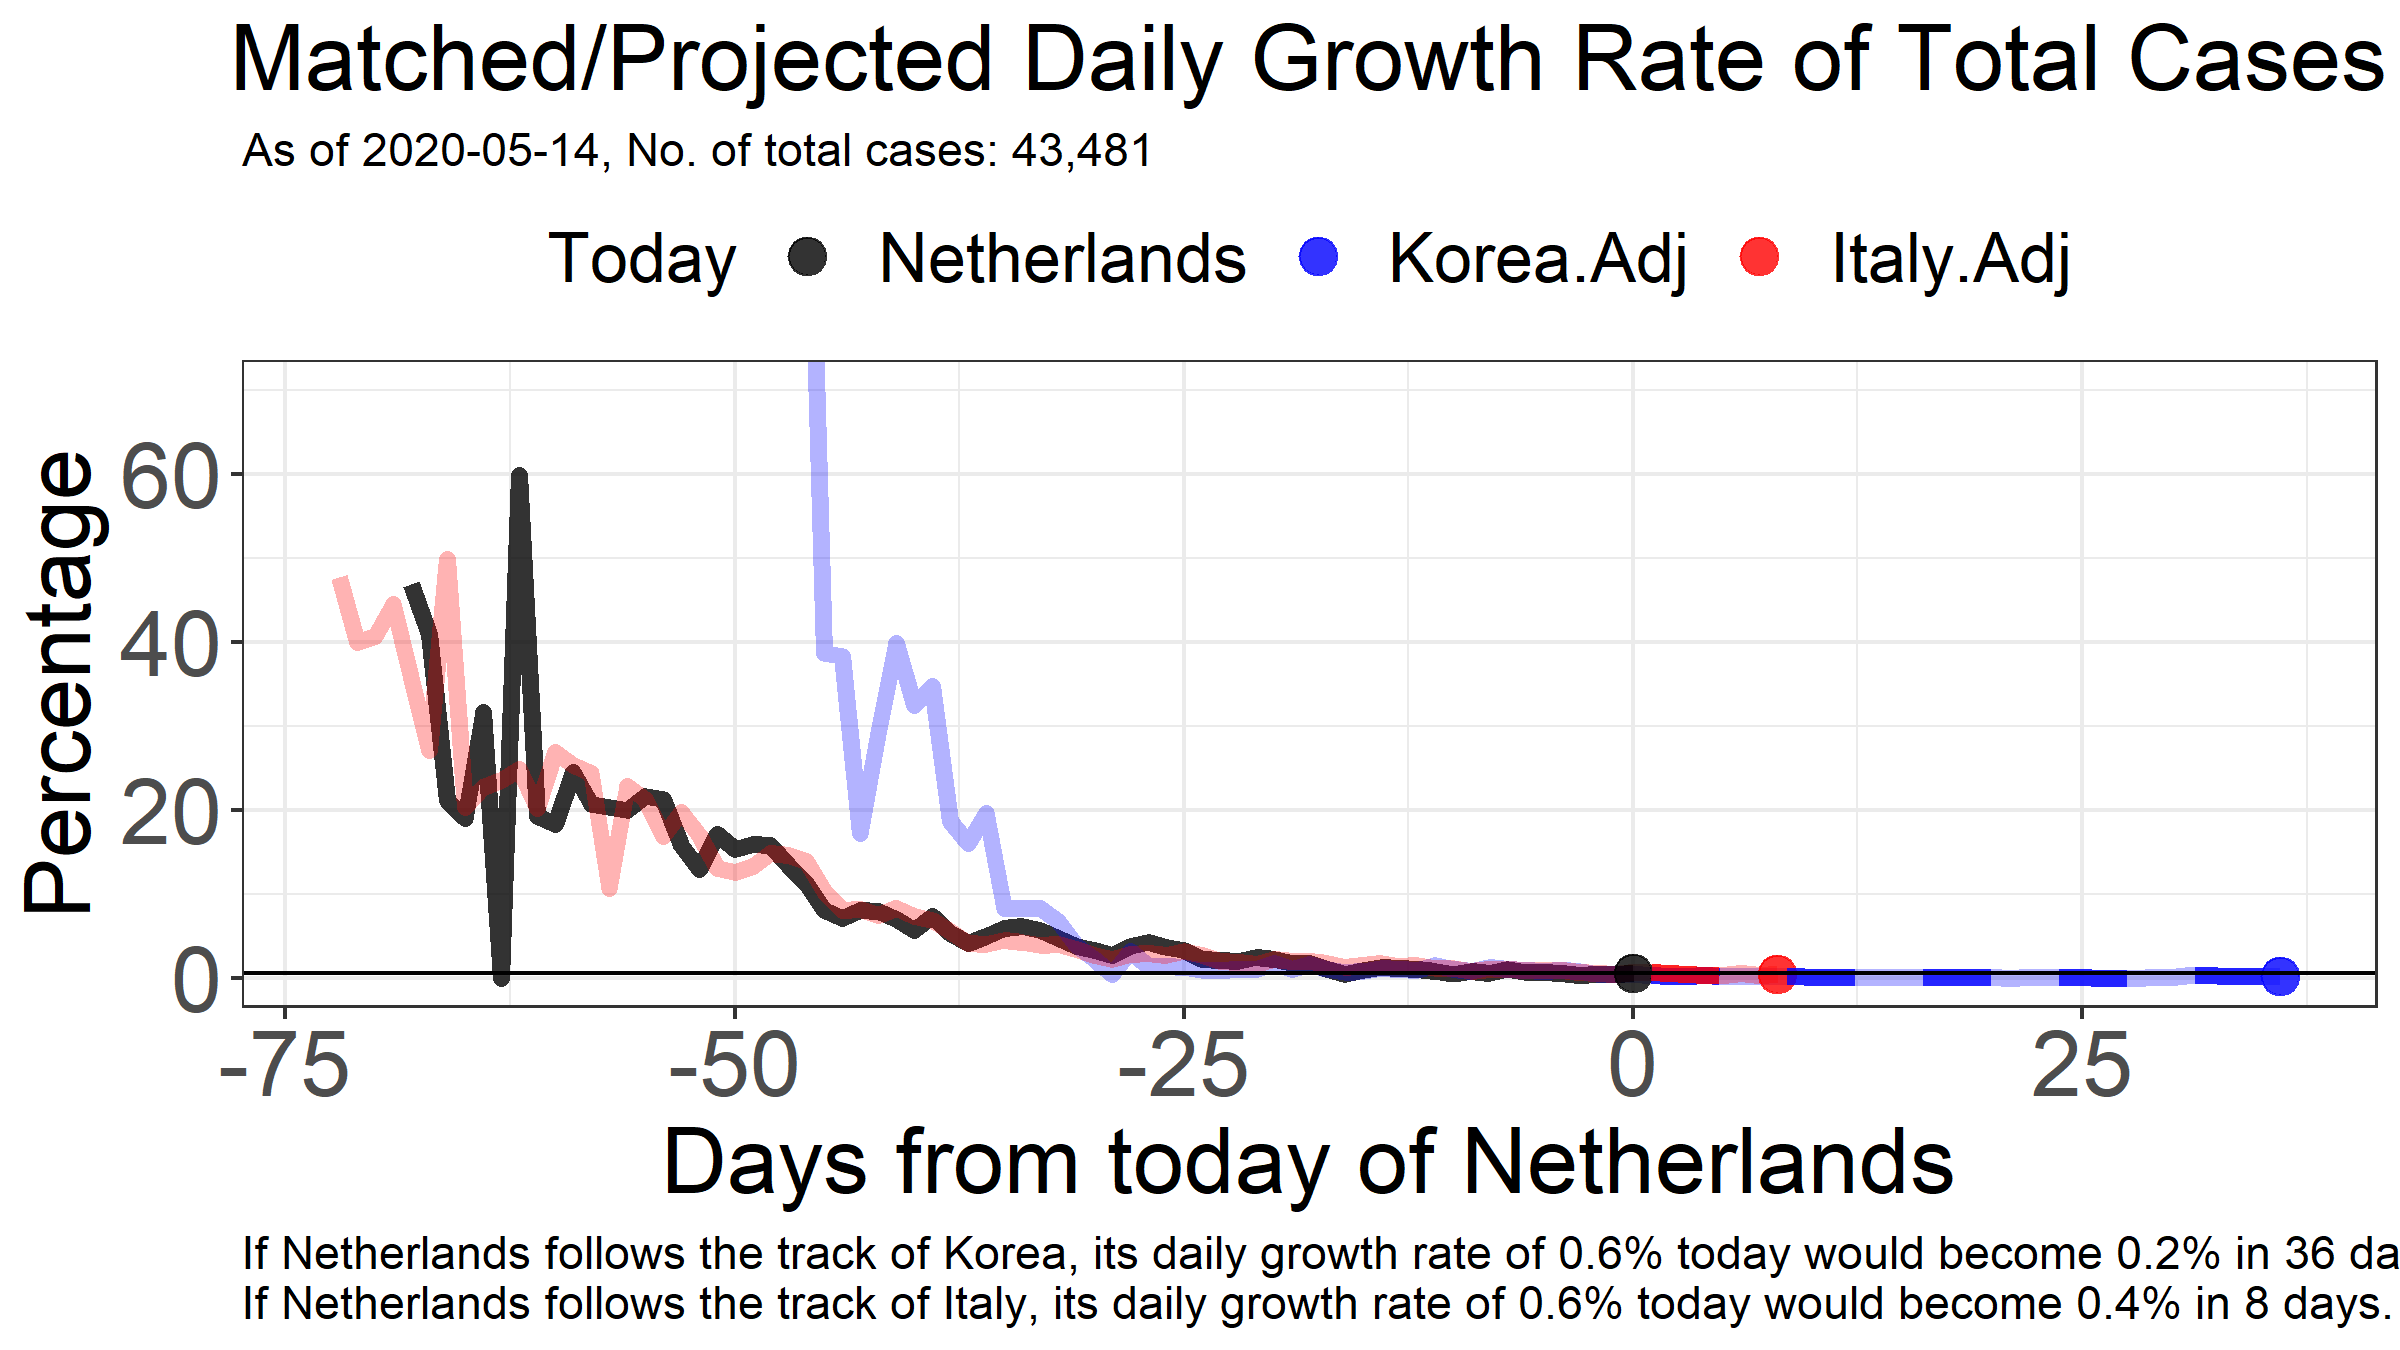 Matched/Projected Daily Growth Rate of Total Cases
As of 2020-05-14, No. of total cases: 43,481
Today Netherlands Korea.Adj Italy.Adj
Percentage
60
40
20
0
-75 -50 -25 0 25
Days from today of Netherlands
If Netherlands follows the track of Korea, its daily growth rate of 0.6% today would become 0.2% in 36 da
If Netherlands follows the track of Italy, its daily growth rate of 0.6% today would become 0.4% in 8 days.